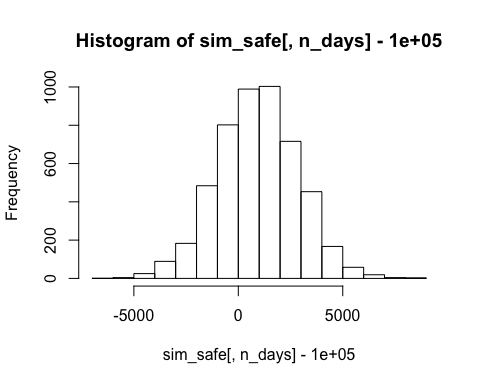 Histogram of sim_safe[, n_days] - 1e+05
Frequency
1000
600
200
0
-5000 0 5000
sim_safe[, n_days] - 1e+05